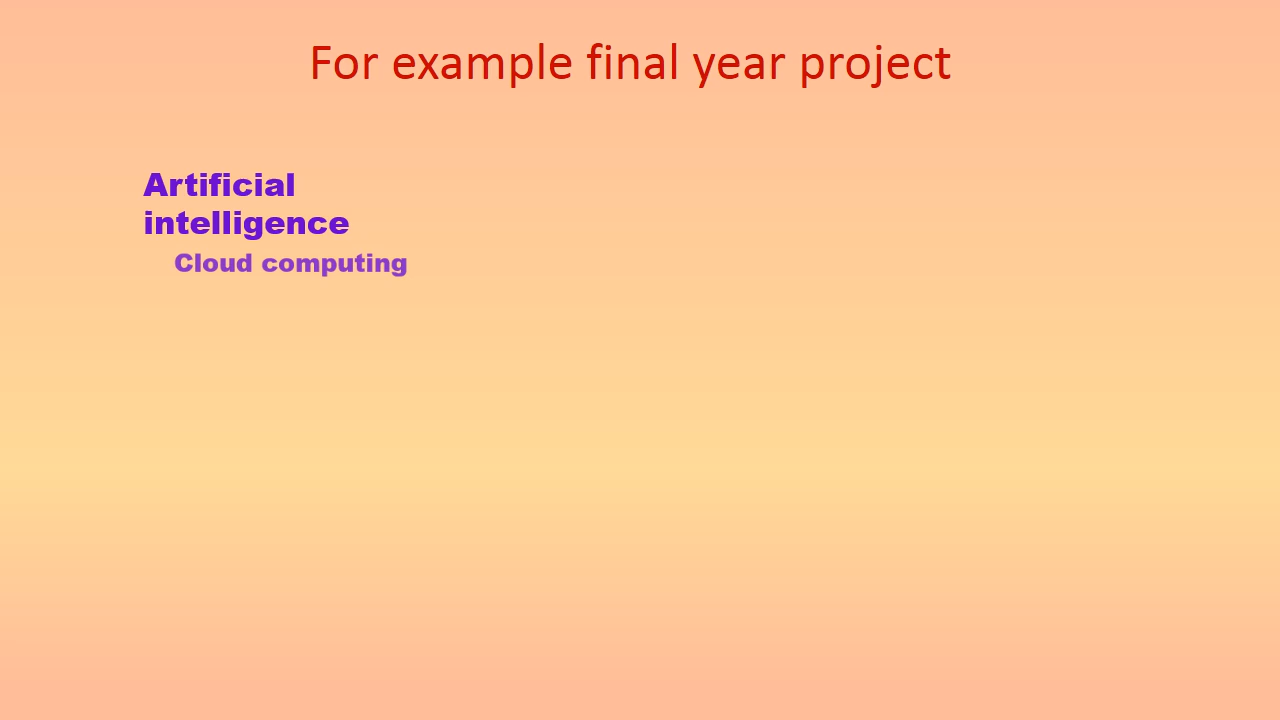 For example final year project
Artificial
intelligence
Cloud computing